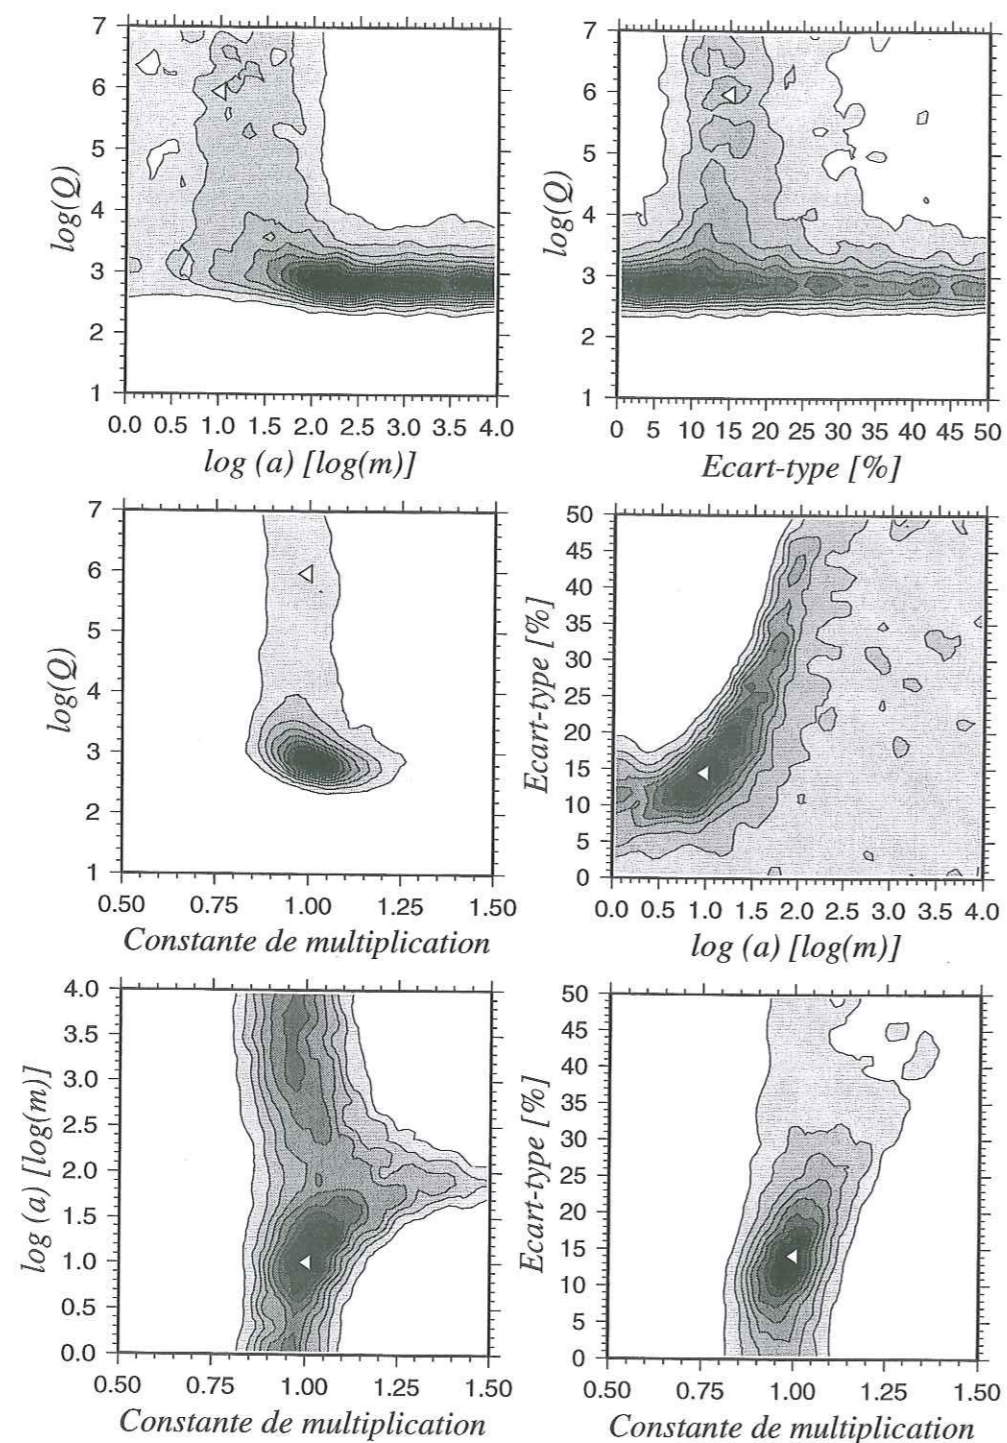 7
6
5
4
3
2
1
log(Q)
0.0 0.5 1.0 1.5 2.0 2.5 3.0 3.5 4.0
log (a) [log(m)]
7
6
5
4
3
2
1
log(Q)
0 5 10 15 20 25 30 35 40 45 50
Ecart-type [%]
7
6
5
4
3
2
1
log(Q)
0.50 0.75 1.00 1.25 1.50
Constante de multiplication
50
45
40
35
30
25
20
15
10
5
0
Ecart-type [%]
0.0 0.5 1.0 1.5 2.0 2.5 3.0 3.5 4.0
log (a) [log(m)]
4.0
3.5
3.0
2.5
2.0
1.5
1.0
0.5
0.0
log (a) [log(m)]
0.50 0.75 1.00 1.25 1.50
Constante de multiplication
50
45
40
35
30
25
20
15
10
5
0
Ecart-type [%]
0.50 0.75 1.00 1.25 1.50
Constante de multiplication